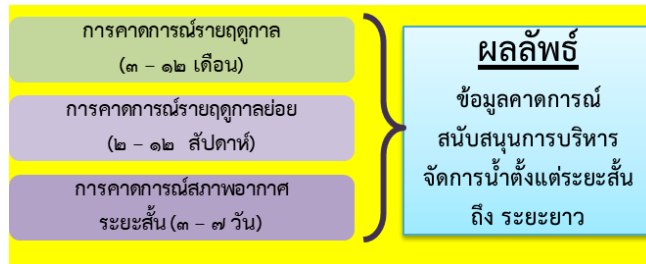 การคาดการณ์รายฤดูกาล
(๓ – ๑๒ เดือน)
การคาดการณ์รายฤดูกาลย่อย
(๒ – ๑๒ สัปดาห์)
การคาดการณ์สภาพอากาศ
ระยะสั้น (๓ – ๗ วัน)
ผลลัพธ์
ข้อมูลคาดการณ์
สนับสนุนการบริหาร
จัดการน้ำตั้งแต่ระยะสั้น
ถึง ระยะยาว